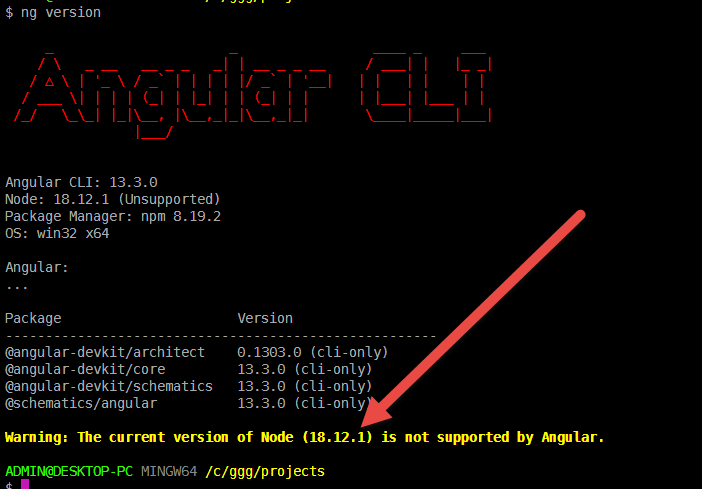 $ ng version
Angular CLI
Angular CLI: 13.3.0
Node: 18.12.1 (Unsupported)
Package Manager: npm 8.19.2
OS: win32 x64
Angular:
...
Package Version
------------------------------------------------------
@angular-devkit/architect 0.1303.0 (cli-only)
@angular-devkit/core 13.3.0 (cli-only)
@angular-devkit/schematics 13.3.0 (cli-only)
@schematics/angular 13.3.0 (cli-only)
Warning: The current version of Node (18.12.1) is not supported by Angular.
ADMIN@DESKTOP-PC MINGW64 /c/ggg/projects
$